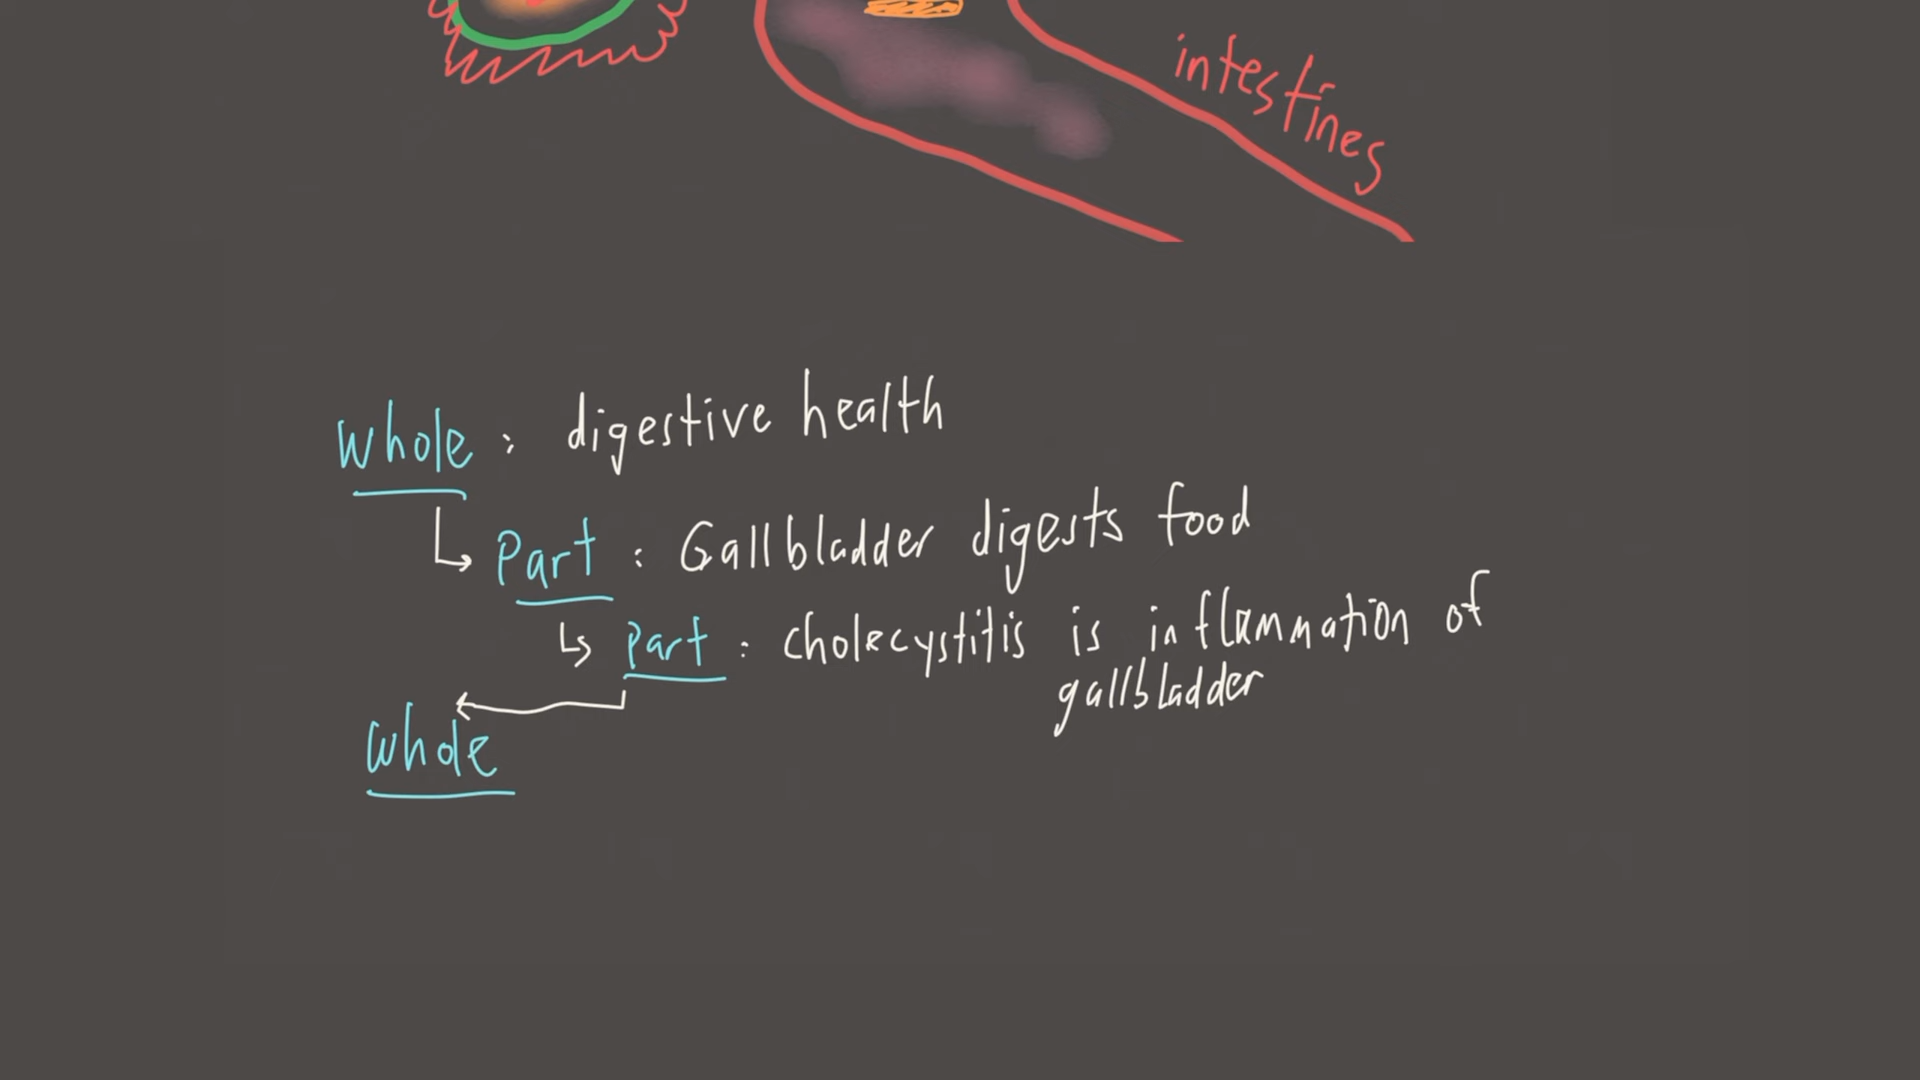 intestines
whole : digestive health
↳ Part : Gallbladder digests food
↳ Part : cholecystitis is inflammation of
gallbladder
whole